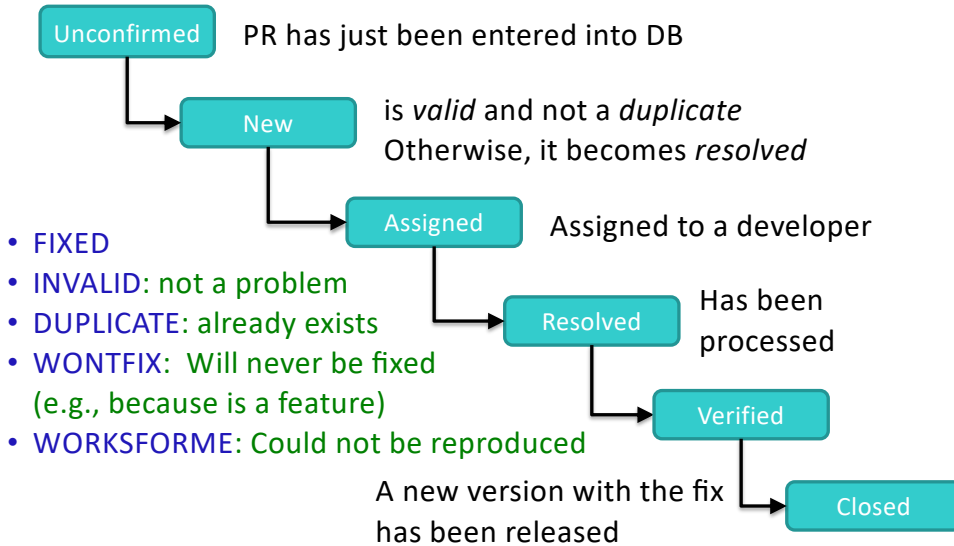 Unconfirmed
PR has just been entered into DB
New
is valid and not a duplicate
Otherwise, it becomes resolved
Assigned
Assigned to a developer
• FIXED
• INVALID: not a problem
• DUPLICATE: already exists
• WONTFIX: Will never be fixed
(e.g., because is a feature)
• WORKSFORME: Could not be reproduced
Resolved
Has been
processed
Verified
A new version with the fix
has been released
Closed